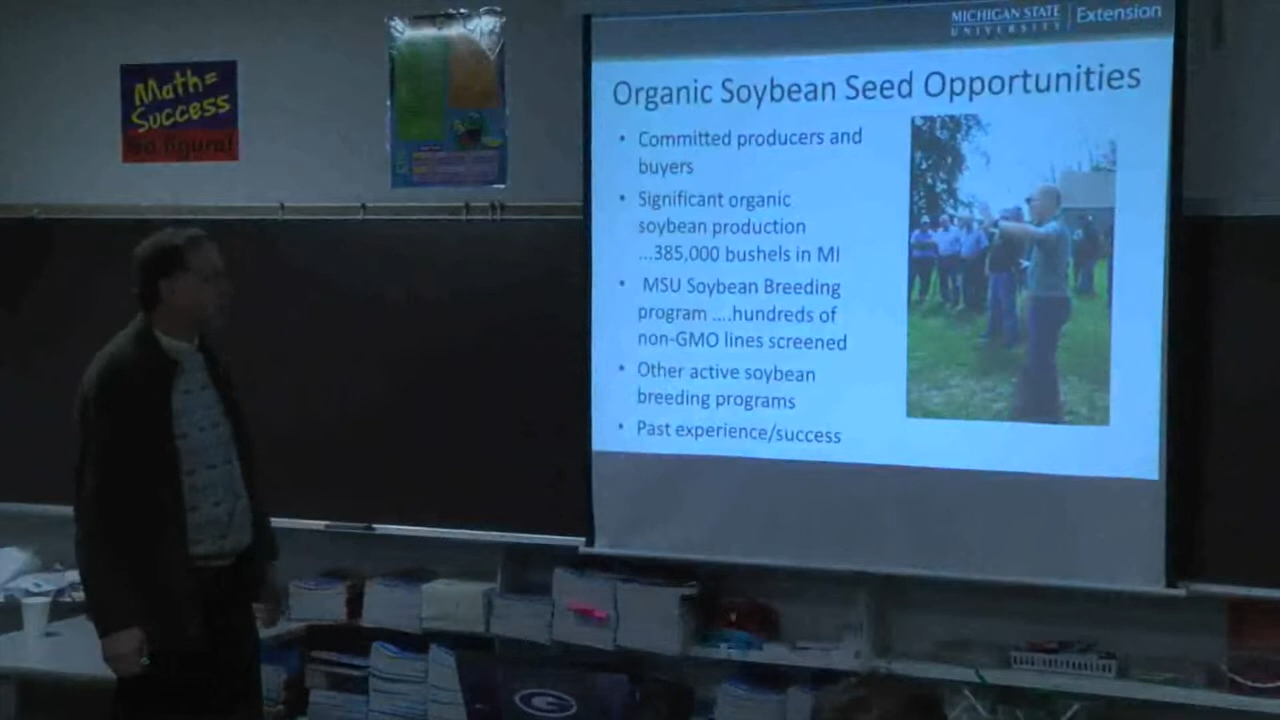 MICHIGAN STATE
UNIVERSITY
Extension
Math=
Success
Go figure!
Organic Soybean Seed Opportunities
• Committed producers and
buyers
• Significant organic
soybean production
...385,000 bushels in MI
• MSU Soybean Breeding
program ....hundreds of
non-GMO lines screened
• Other active soybean
breeding programs
• Past experience/success
G